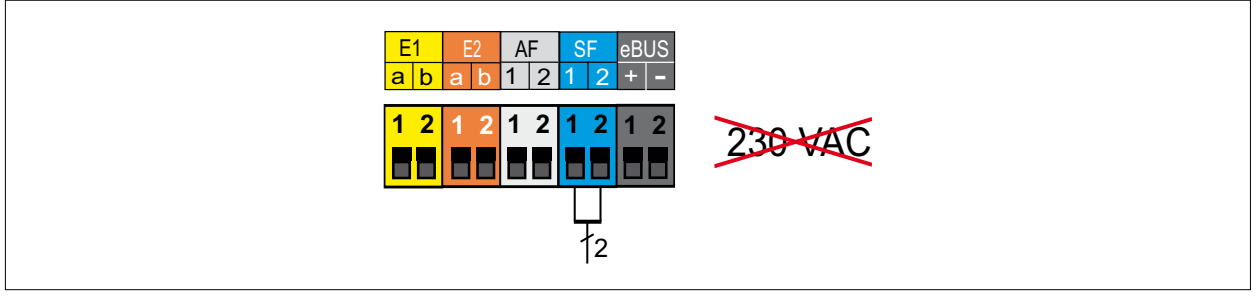 E1 E2 AF SF eBUS
a b a b 1 2 1 2 + -
1 2 1 2 1 2 1 2 1 2
230 VAC
2